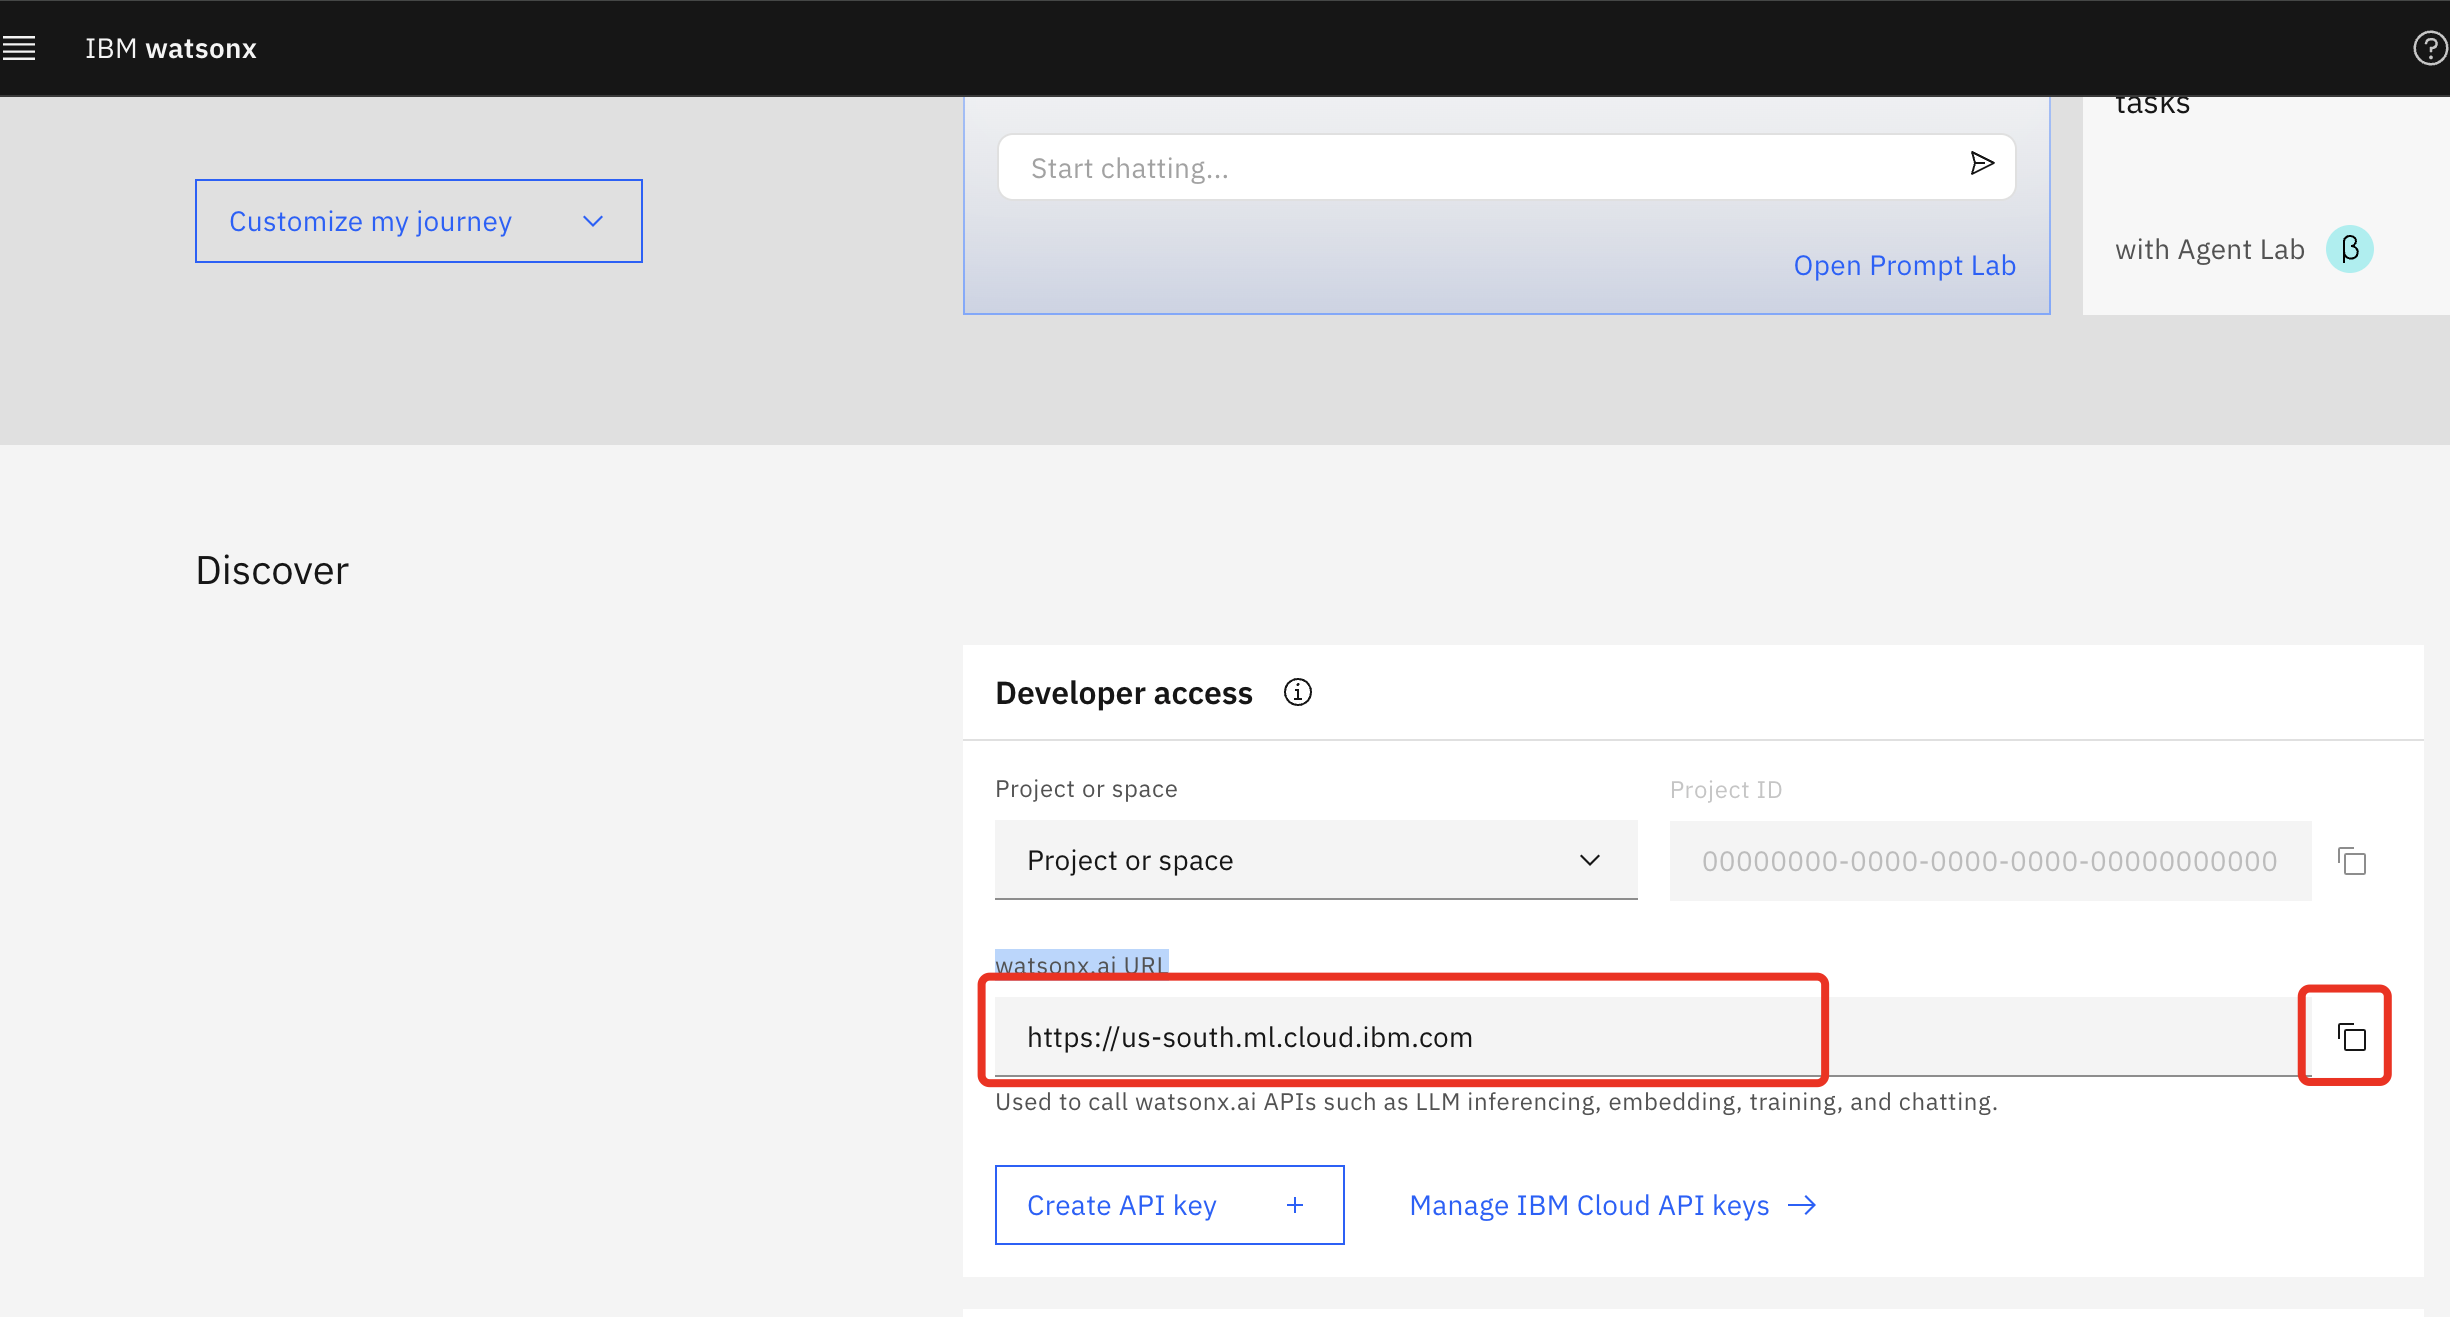 IBM watsonx
tasks
Start chatting...
Customize my journey
Open Prompt Lab
with Agent Lab β
Discover
Developer access
Project or space
Project ID
Project or space
00000000-0000-0000-0000-00000000000
watsonx.ai URL
https://us-south.ml.cloud.ibm.com
Used to call watsonx.ai APIs such as LLM inferencing, embedding, training, and chatting.
Create API key +
Manage IBM Cloud API keys →